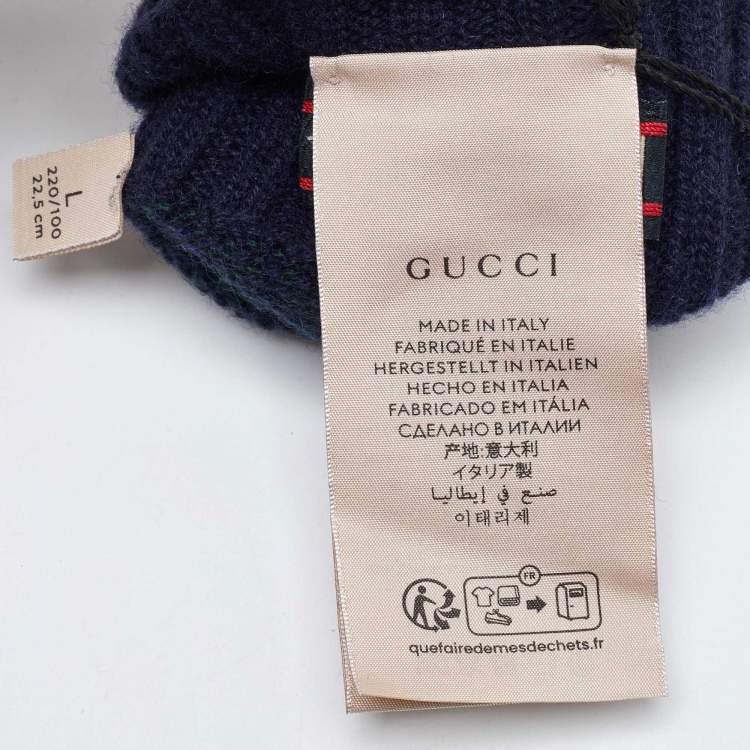 L
220/100
22,5 cm
GUCCI
MADE IN ITALY
FABRIQUÉ EN ITALIE
HERGESTELLT IN ITALIEN
HECHO EN ITALIA
FABRICADO EM ITÁLIA
СДЕЛАНО В ИТАЛИИ
产地:意大利
イタリア製
صنع في إيطاليا
이태리제
FR
quefairedemesdechets.fr